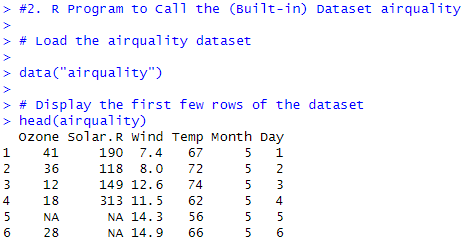 > #2. R Program to Call the (Built-in) Dataset airquality
>
> # Load the airquality dataset
>
> data("airquality")
>
> # Display the first few rows of the dataset
> head(airquality)
  Ozone Solar.R Wind Temp Month Day
1    41     190  7.4   67     5   1
2    36     118  8.0   72     5   2
3    12     149 12.6   74     5   3
4    18     313 11.5   62     5   4
5    NA      NA 14.3   56     5   5
6    28      NA 14.9   66     5   6